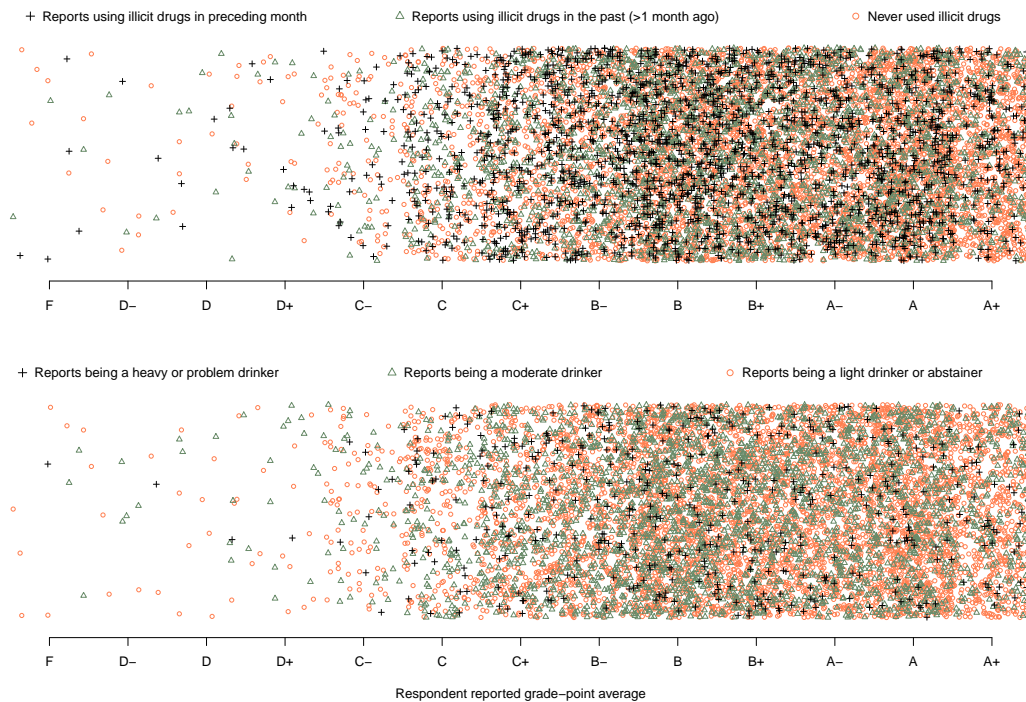 Reports using illicit drugs in preceding month Reports using illicit drugs in the past (>1 month ago) Never used illicit drugs
F D− D D+ C− C C+ B− B B+ A− A A+
Reports being a heavy or problem drinker Reports being a moderate drinker Reports being a light drinker or abstainer
F D− D D+ C− C C+ B− B B+ A− A A+
Respondent reported grade−point average